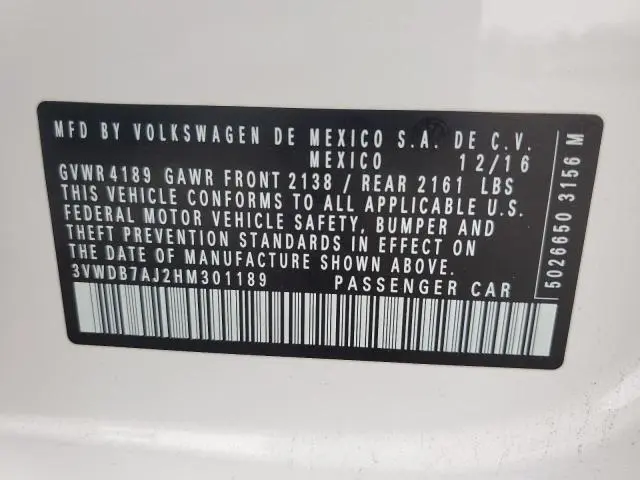 MFD BY VOLKSWAGEN DE MEXICO S.A. DE C.V.
MEXICO 12/16
GVWR 4189 GAWR FRONT 2138 / REAR 2161 LBS
THIS VEHICLE CONFORMS TO ALL APPLICABLE U.S.
FEDERAL MOTOR VEHICLE SAFETY, BUMPER AND
THEFT PREVENTION STANDARDS IN EFFECT ON
THE DATE OF MANUFACTURE SHOWN ABOVE.
3VWDB7AJ2HM301189 PASSENGER CAR
5026650 3156 M